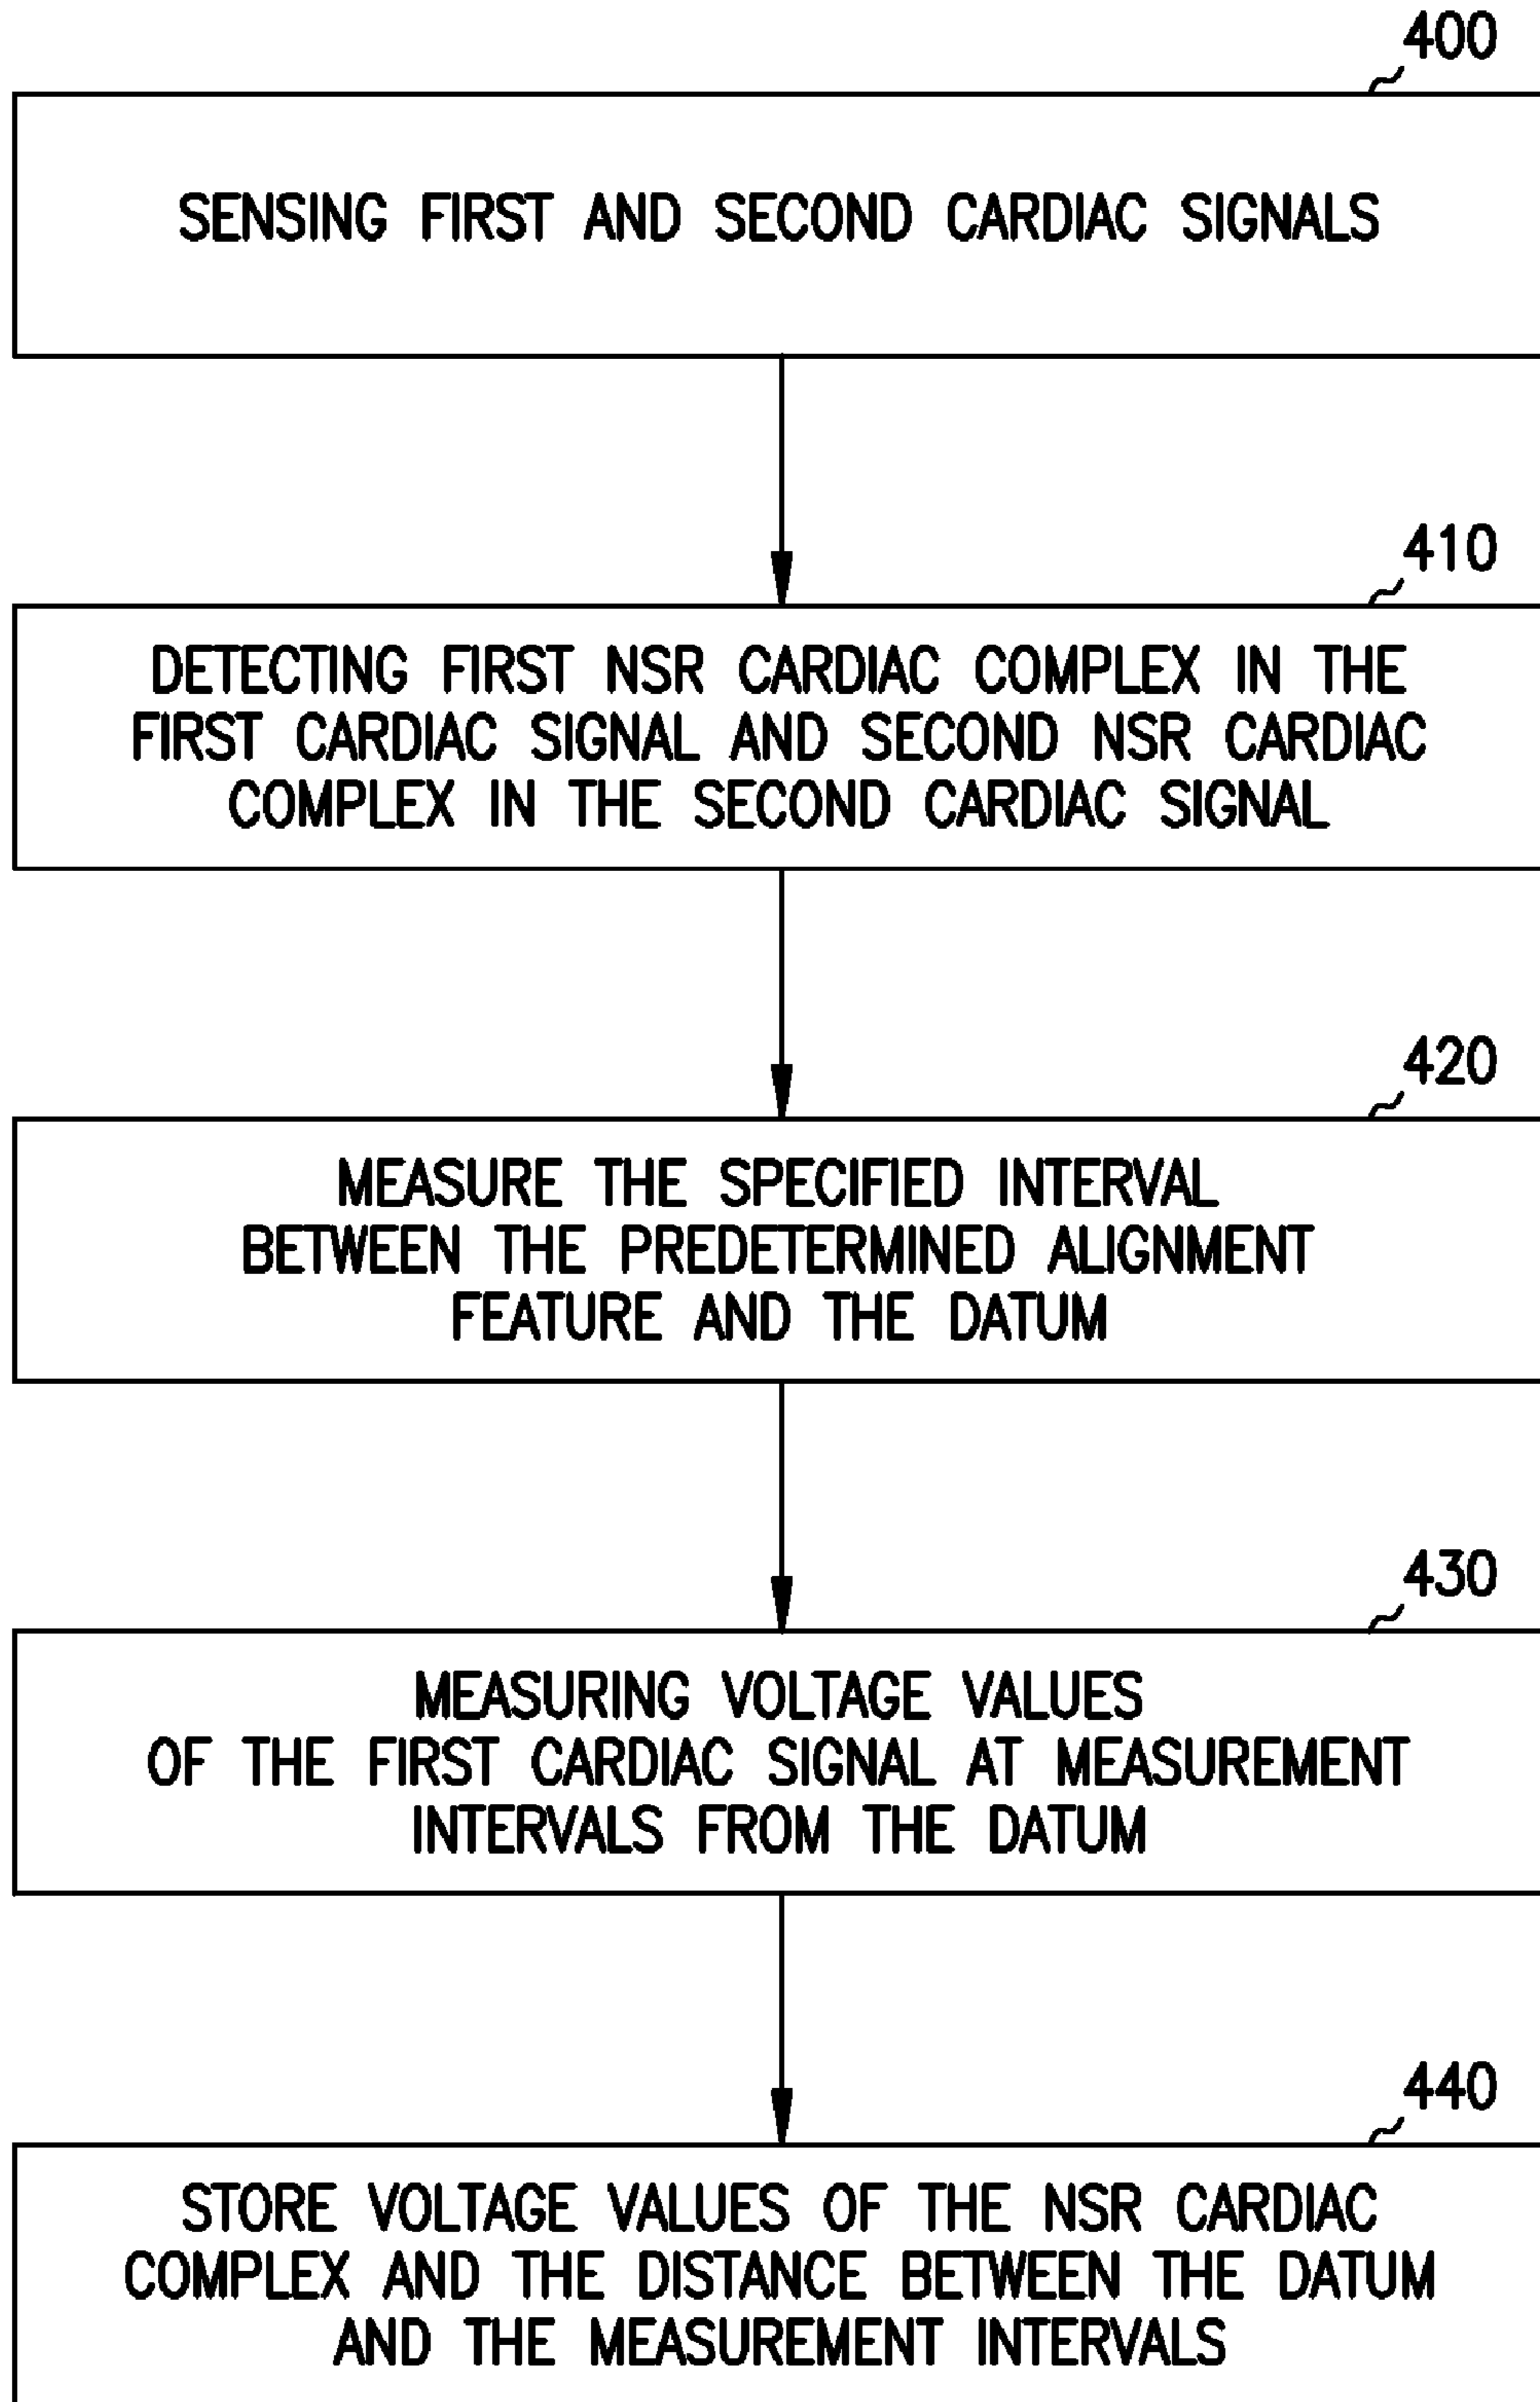 400
SENSING FIRST AND SECOND CARDIAC SIGNALS
410
DETECTING FIRST NSR CARDIAC COMPLEX IN THE
FIRST CARDIAC SIGNAL AND SECOND NSR CARDIAC
COMPLEX IN THE SECOND CARDIAC SIGNAL
420
MEASURE THE SPECIFIED INTERVAL
BETWEEN THE PREDETERMINED ALIGNMENT
FEATURE AND THE DATUM
430
MEASURING VOLTAGE VALUES
OF THE FIRST CARDIAC SIGNAL AT MEASUREMENT
INTERVALS FROM THE DATUM
440
STORE VOLTAGE VALUES OF THE NSR CARDIAC
COMPLEX AND THE DISTANCE BETWEEN THE DATUM
AND THE MEASUREMENT INTERVALS